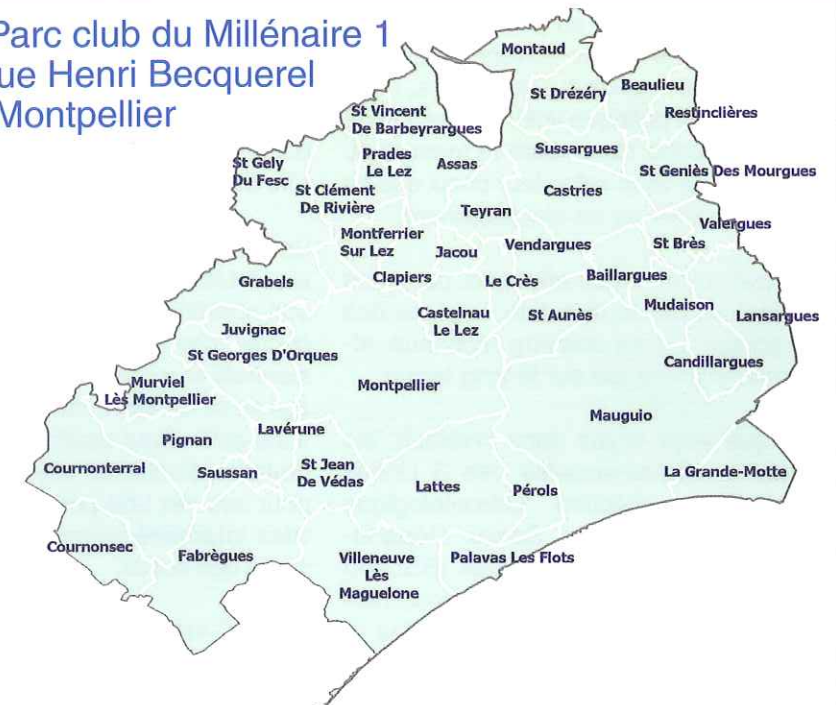 Parc club du Millénaire 1
ue Henri Becquerel
Montpellier
Montaud
St Drézéry
Beaulieu
Restinclières
St Vincent
De Barbeyrargues
Prades
Le Lez
Assas
Sussargues
St Gely
Du Fesc
St Clément
De Rivière
Castries
St Geniès Des Mourgues
Teyran
Valergues
Montferrier
Sur Lez
Jacou
Vendargues
St Brès
Grabels
Clapiers
Le Crès
Baillargues
Castelnau
Le Lez
St Aunès
Mudaison
Lansargues
Juvignac
St Georges D'Orques
Candillargues
Murviel
Lès Montpellier
Montpellier
Mauguio
Pignan
Lavérune
Cournonterral
Saussan
St Jean
De Védas
Lattes
Pérols
La Grande-Motte
Cournonsec
Fabrègues
Villeneuve
Lès
Maguelone
Palavas Les Flots